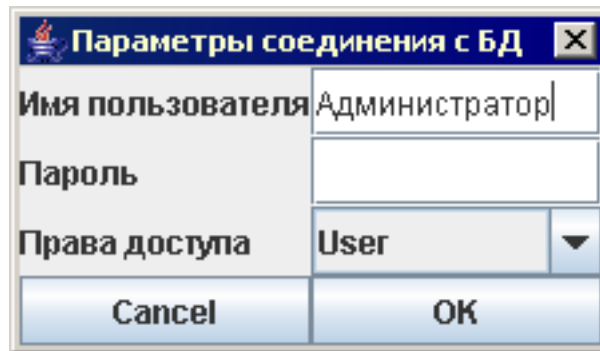 Параметры соединения с БД
Имя пользователя Администратор
Пароль
Права доступа User
Cancel OK